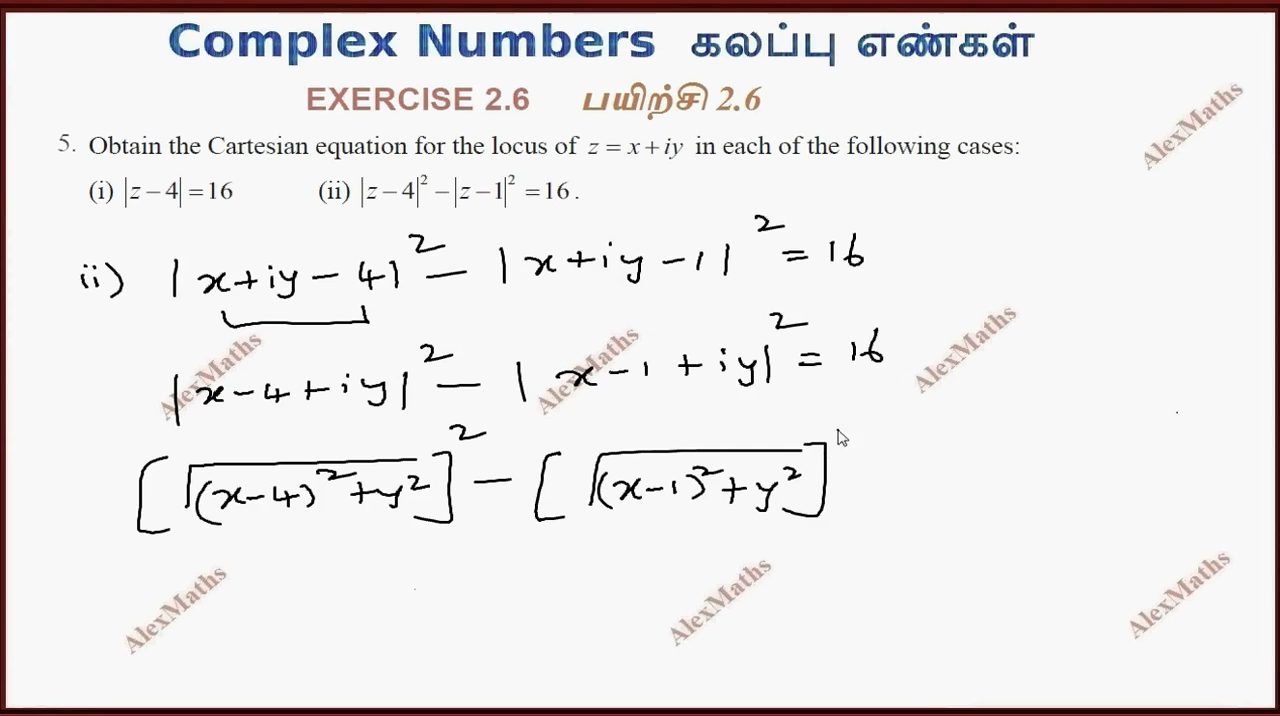 Complex Numbers கலப்பு எண்கள்
EXERCISE 2.6 பயிற்சி 2.6
5. Obtain the Cartesian equation for the locus of z = x + iy in each of the following cases:
(i) |z − 4| = 16 (ii) |z − 4|² − |z − 1|² = 16.
ii) |x + iy − 4|² − |x + iy − 1|² = 16
|x − 4 + iy|² − |x − 1 + iy|² = 16
[√((x−4)² + y²)]² − [√((x−1)² + y²)]
AlexMaths
AlexMaths
AlexMaths
AlexMaths
AlexMaths
AlexMaths
AlexMaths